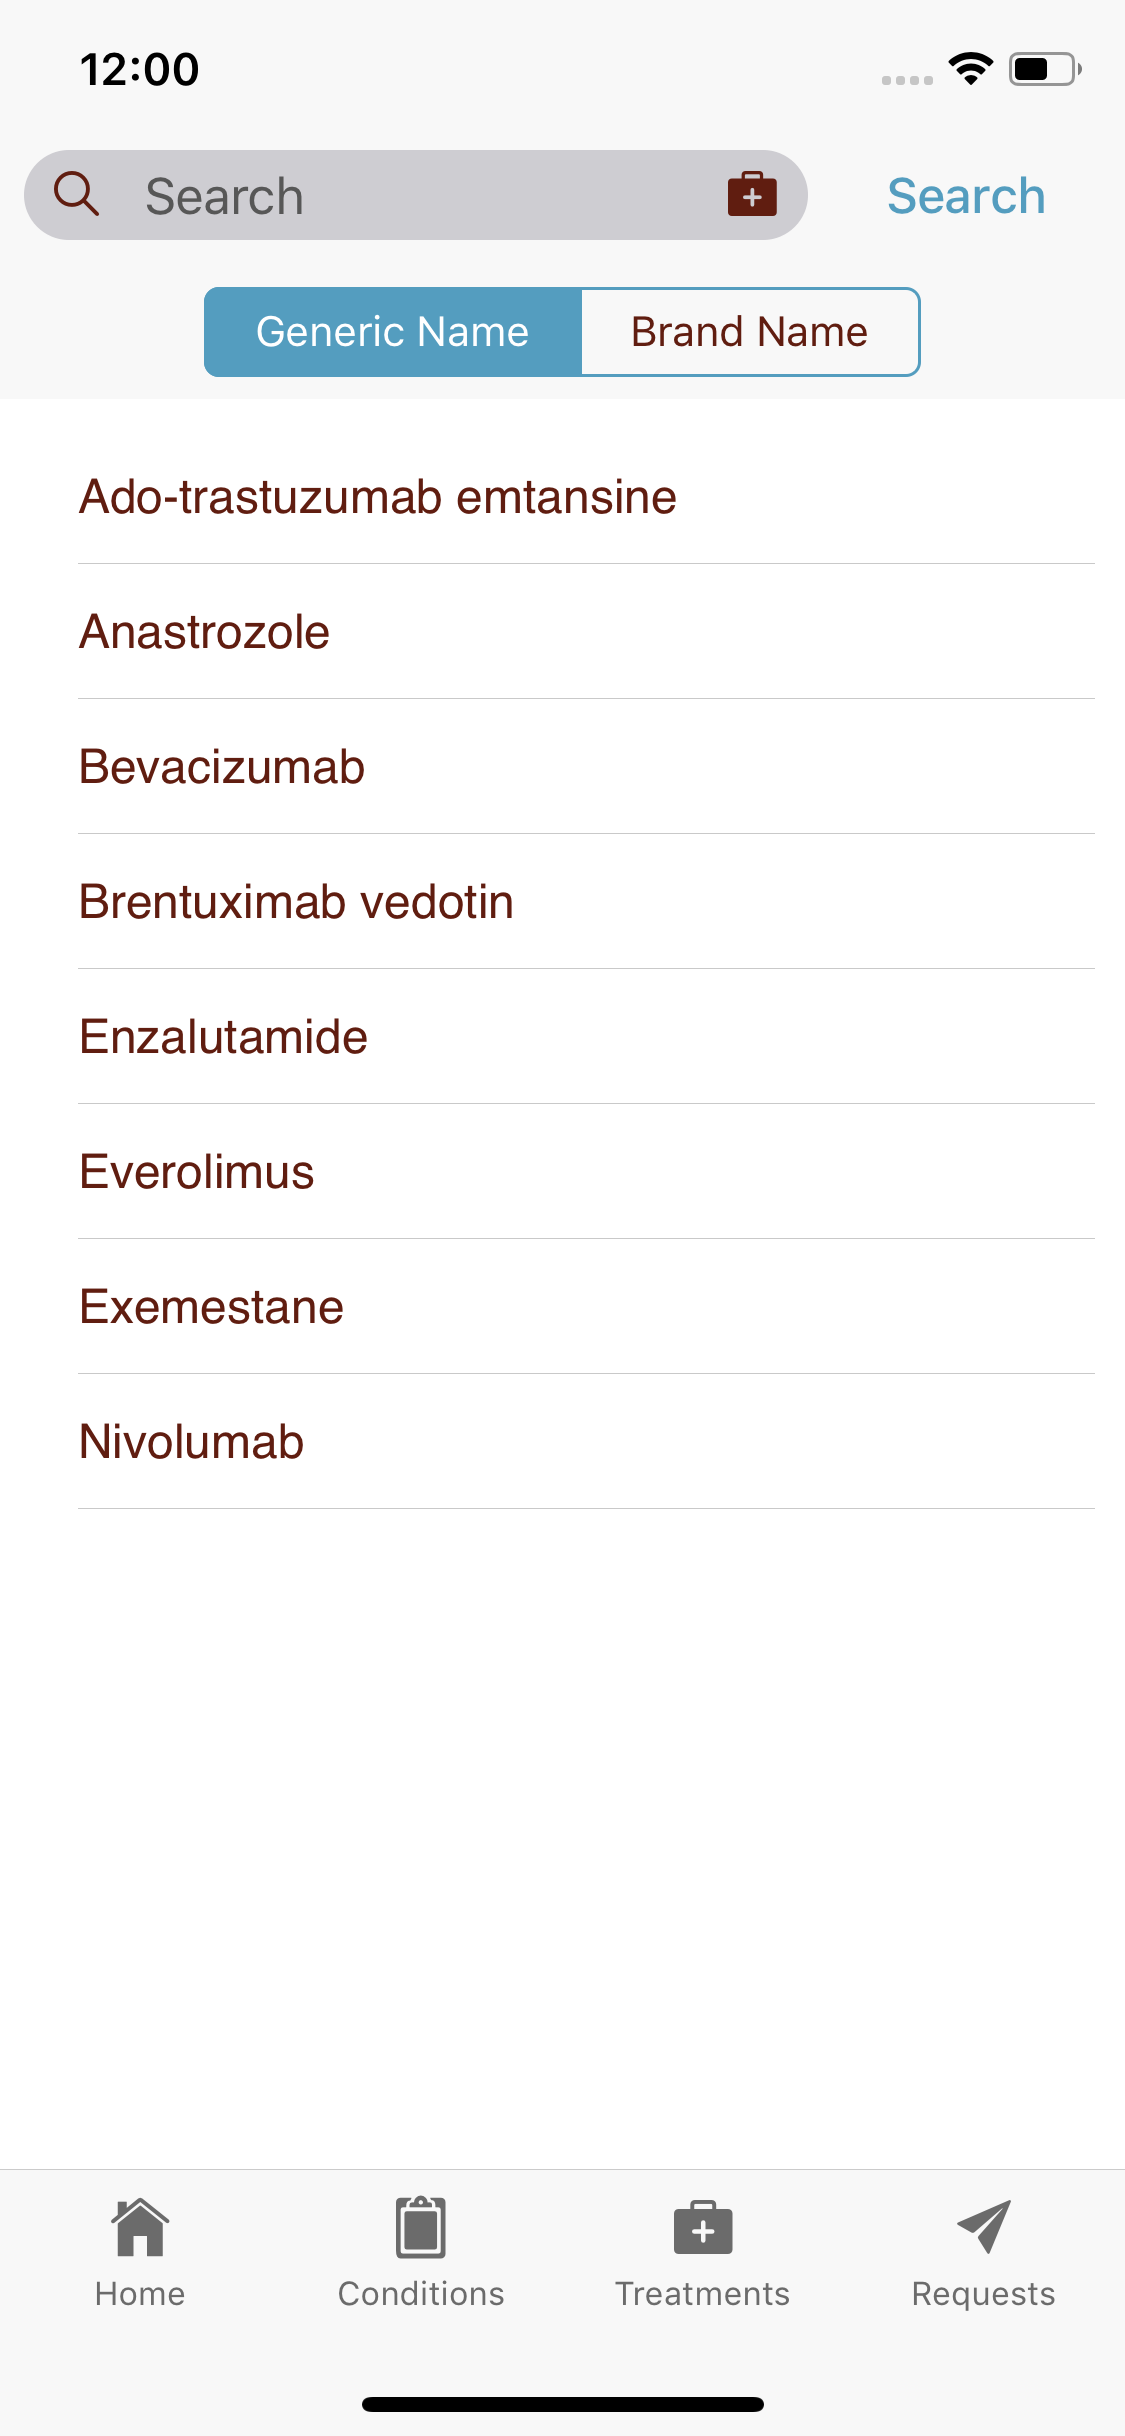 12:00
Search
Search
Generic Name
Brand Name
Ado-trastuzumab emtansine
Anastrozole
Bevacizumab
Brentuximab vedotin
Enzalutamide
Everolimus
Exemestane
Nivolumab
Home
Conditions
Treatments
Requests